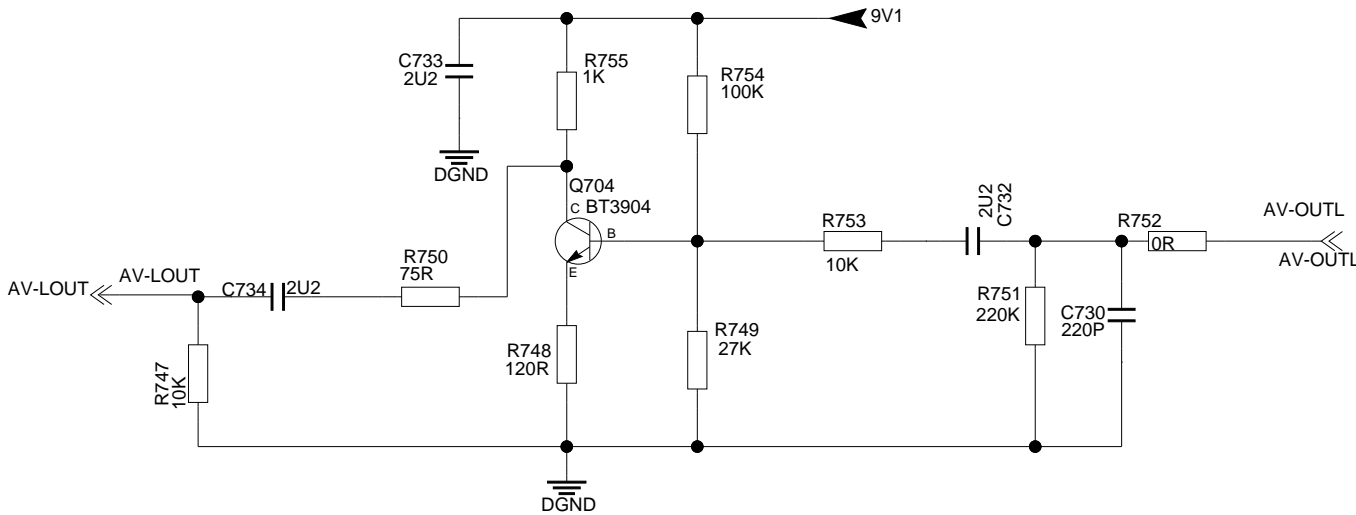 9V1
C733
2U2
R755
1K
R754
100K
DGND
Q704
C
BT3904
B
E
R753
10K
2U2
C732
R752
0R
AV-OUTL
AV-OUTL
AV-LOUT
AV-LOUT
C734
2U2
R750
75R
R751
220K
C730
220P
R748
120R
R749
27K
R747
10K
DGND